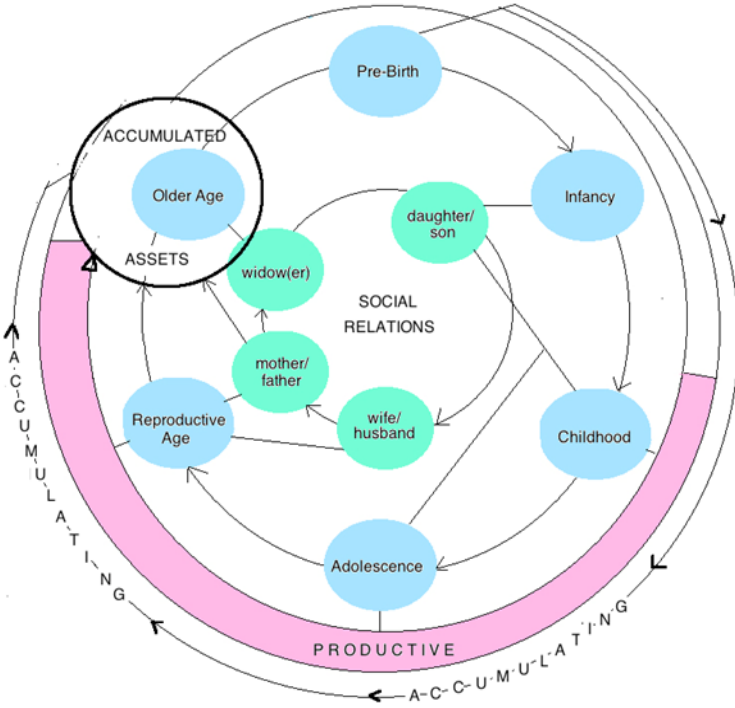 Pre-Birth
ACCUMULATED
Older Age
ASSETS
Infancy
daughter/
son
widow(er)
SOCIAL
RELATIONS
mother/
father
wife/
husband
Reproductive
Age
Childhood
Adolescence
PRODUCTIVE
ACCUMULATING
A-C-C-U-M-U-L-A-T-I-N-G